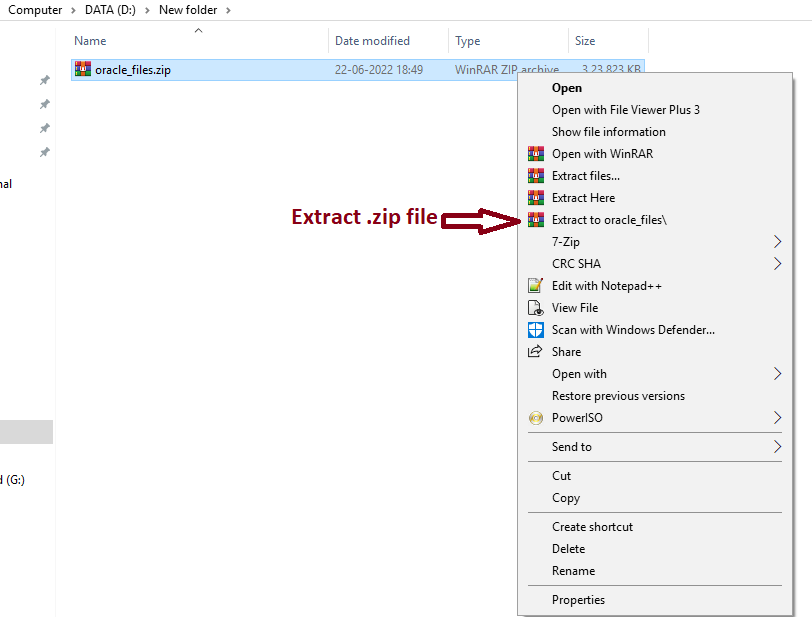 Computer > DATA (D:) > New folder >
Name Date modified Type Size
oracle_files.zip 22-06-2022 18:49 WinRAR ZIP archive 3,23,823 KB
Open
Open with File Viewer Plus 3
Show file information
Open with WinRAR
nal
Extract files...
Extract Here
Extract .zip file
Extract to oracle_files\
7-Zip
CRC SHA
Edit with Notepad++
View File
Scan with Windows Defender...
Share
Open with
Restore previous versions
PowerISO
Send to
d (G:)
Cut
Copy
Create shortcut
Delete
Rename
Properties